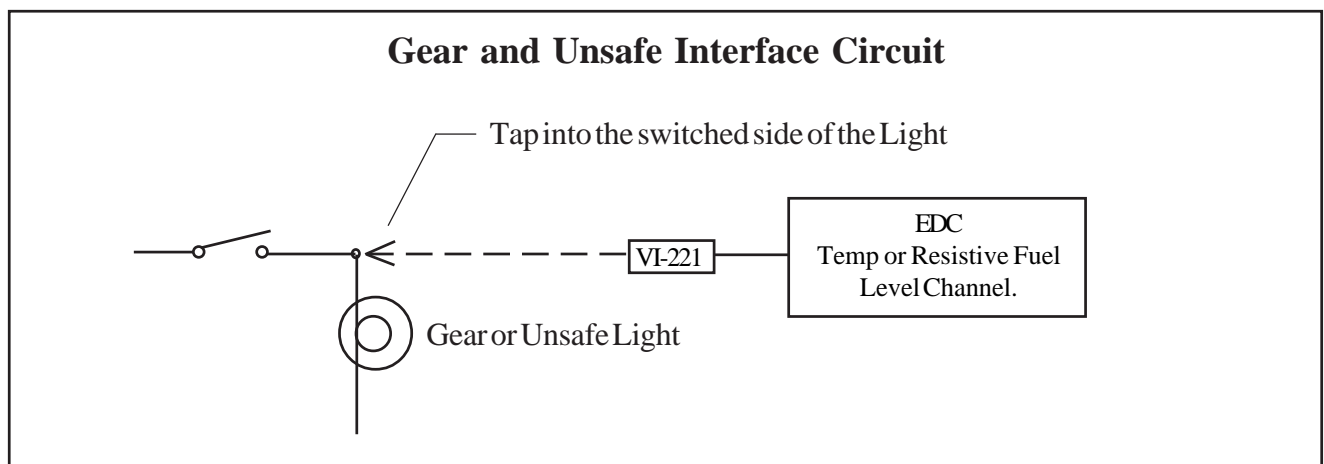 Gear and Unsafe Interface Circuit
Tap into the switched side of the Light
VI-221
EDC
Temp or Resistive Fuel
Level Channel.
Gear or Unsafe Light